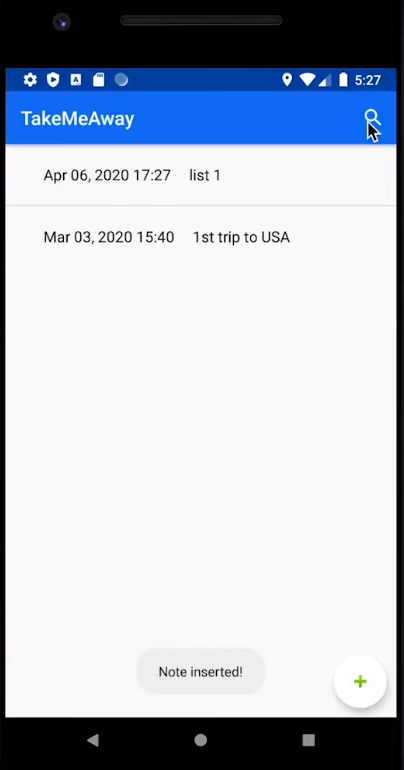 5:27
TakeMeAway
Apr 06, 2020 17:27 list 1
Mar 03, 2020 15:40 1st trip to USA
Note inserted!